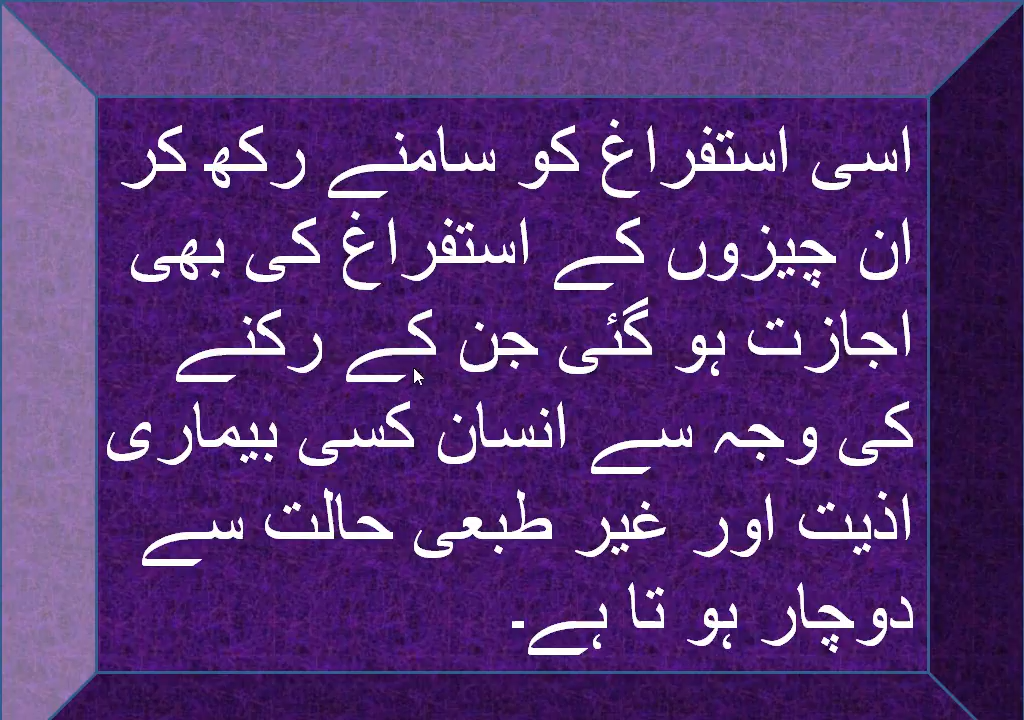 اسی استفراغ کو سامنے رکھ کر
ان چیزوں کے استفراغ کی بھی
اجازت ہو گئی جن کے رکنے
کی وجہ سے انسان کسی بیماری
اذیت اور غیر طبعی حالت سے
دوچار ہو تا ہے۔